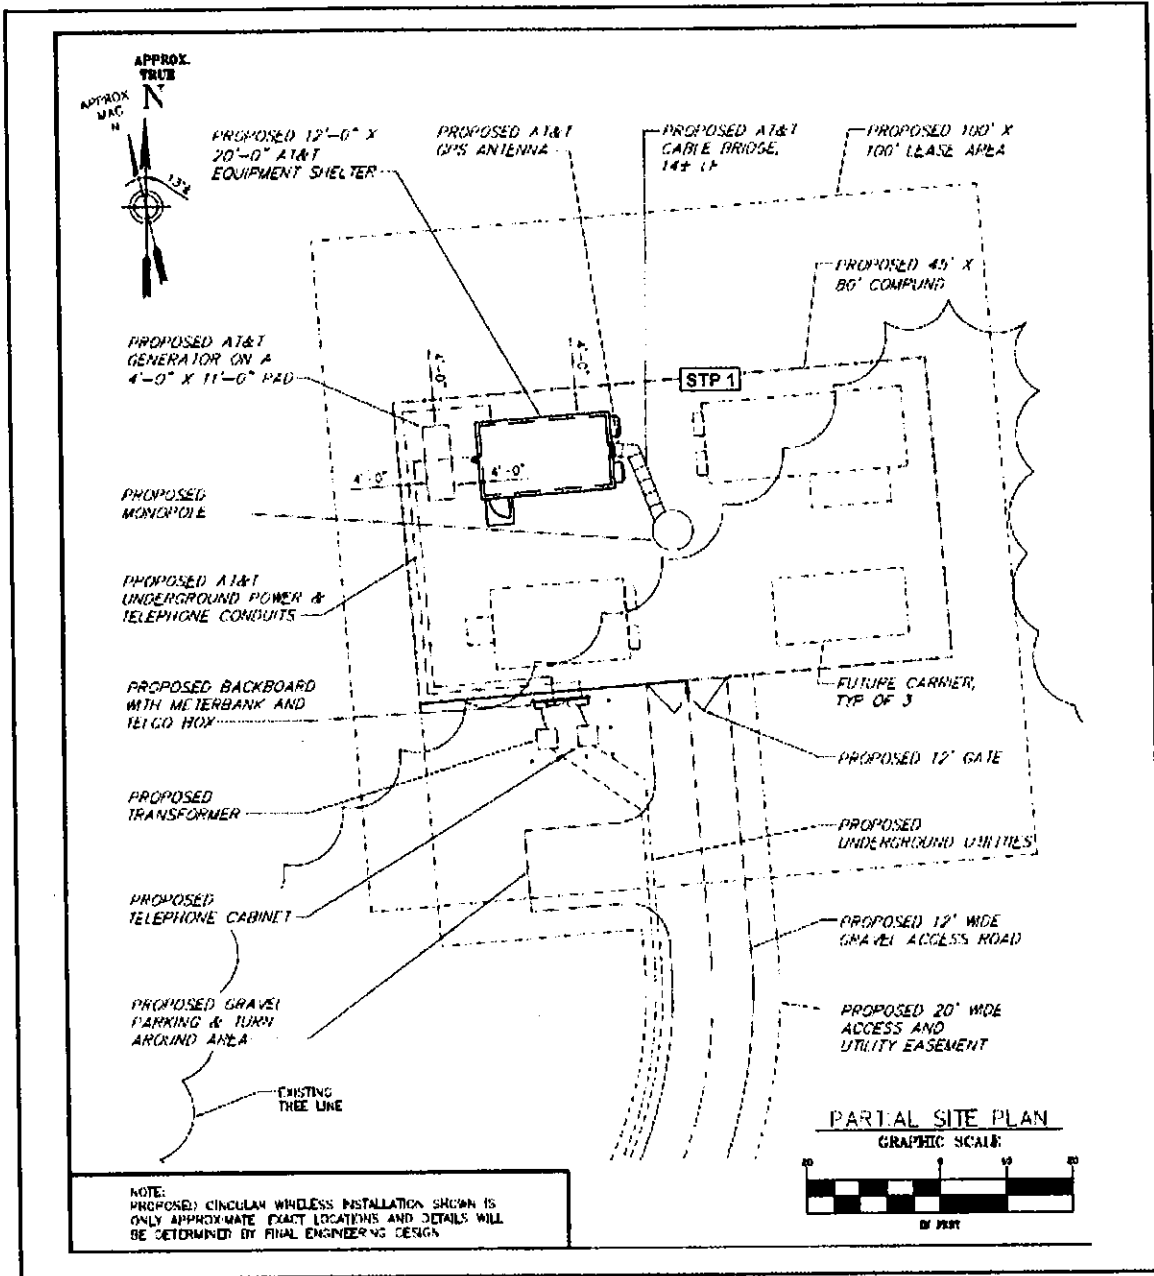 APPROX.
TRUE
N
APPROX
MAG
N
13°±
PROPOSED 12'-0" X
20'-0" AT&T
EQUIPMENT SHELTER
PROPOSED AT&T
GPS ANTENNA
PROPOSED AT&T
CABLE BRIDGE,
14± LF
PROPOSED 100' X
100' LEASE AREA
PROPOSED 45' X
80' COMPUND
PROPOSED AT&T
GENERATOR ON A
4'-0" X 11'-0" PAD
4'-0"
4'-0"
STP 1
4'-0"
4'-0"
PROPOSED
MONOPOLE
PROPOSED AT&T
UNDERGROUND POWER &
TELEPHONE CONDUITS
PROPOSED BACKBOARD
WITH METERBANK AND
TELCO BOX
FUTURE CARRIER,
TYP OF 3
PROPOSED 12' GATE
PROPOSED
TRANSFORMER
PROPOSED
UNDERGROUND UTILITIES
PROPOSED
TELEPHONE CABINET
PROPOSED 12' WIDE
GRAVEL ACCESS ROAD
PROPOSED GRAVEL
PARKING & TURN
AROUND AREA
PROPOSED 20' WIDE
ACCESS AND
UTILITY EASEMENT
EXISTING
TREE LINE
PARTIAL SITE PLAN
GRAPHIC SCALE
20 0 10 20
IN FEET
NOTE:
PROPOSED CINGULAR WIRELESS INSTALLATION SHOWN IS
ONLY APPROXIMATE EXACT LOCATIONS AND DETAILS WILL
BE DETERMINED BY FINAL ENGINEERING DESIGN